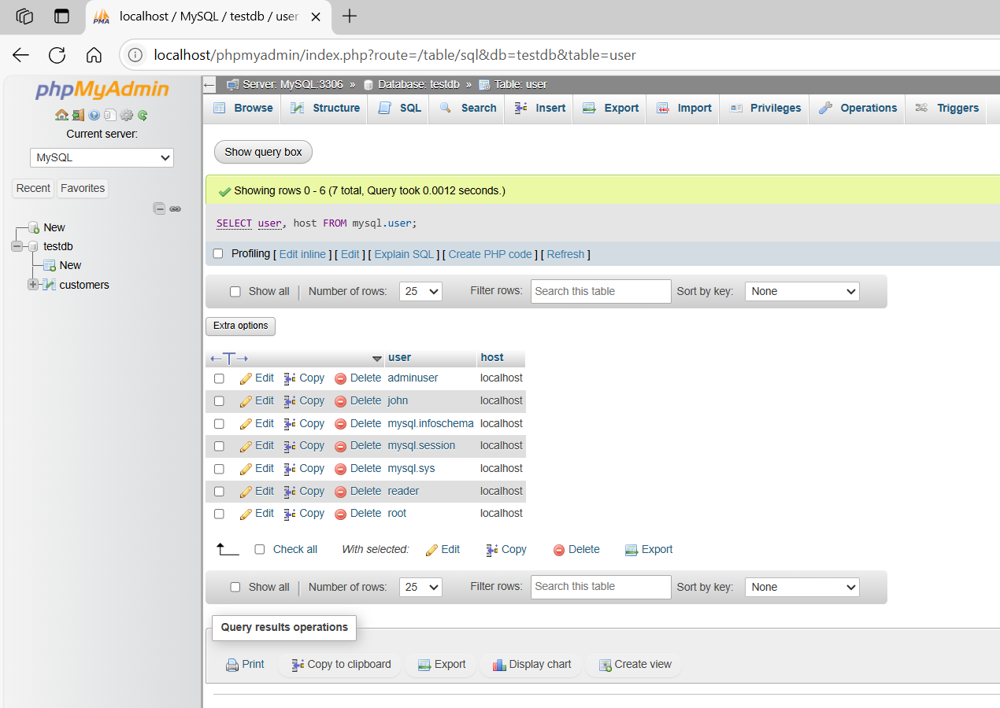 localhost / MySQL / testdb / user
localhost/phpmyadmin/index.php?route=/table/sql&db=testdb&table=user
phpMyAdmin
Current server:
MySQL
Recent Favorites
New
testdb
New
customers
Server: MySQL:3306 » Database: testdb » Table: user
Browse Structure SQL Search Insert Export Import Privileges Operations Triggers
Show query box
Showing rows 0 - 6 (7 total, Query took 0.0012 seconds.)
SELECT user, host FROM mysql.user;
Profiling [ Edit inline ] [ Edit ] [ Explain SQL ] [ Create PHP code ] [ Refresh ]
Show all | Number of rows: 25 Filter rows: Search this table Sort by key: None
Extra options
user host
Edit Copy Delete adminuser localhost
Edit Copy Delete john localhost
Edit Copy Delete mysql.infoschema localhost
Edit Copy Delete mysql.session localhost
Edit Copy Delete mysql.sys localhost
Edit Copy Delete reader localhost
Edit Copy Delete root localhost
Check all With selected: Edit Copy Delete Export
Show all | Number of rows: 25 Filter rows: Search this table Sort by key: None
Query results operations
Print Copy to clipboard Export Display chart Create view